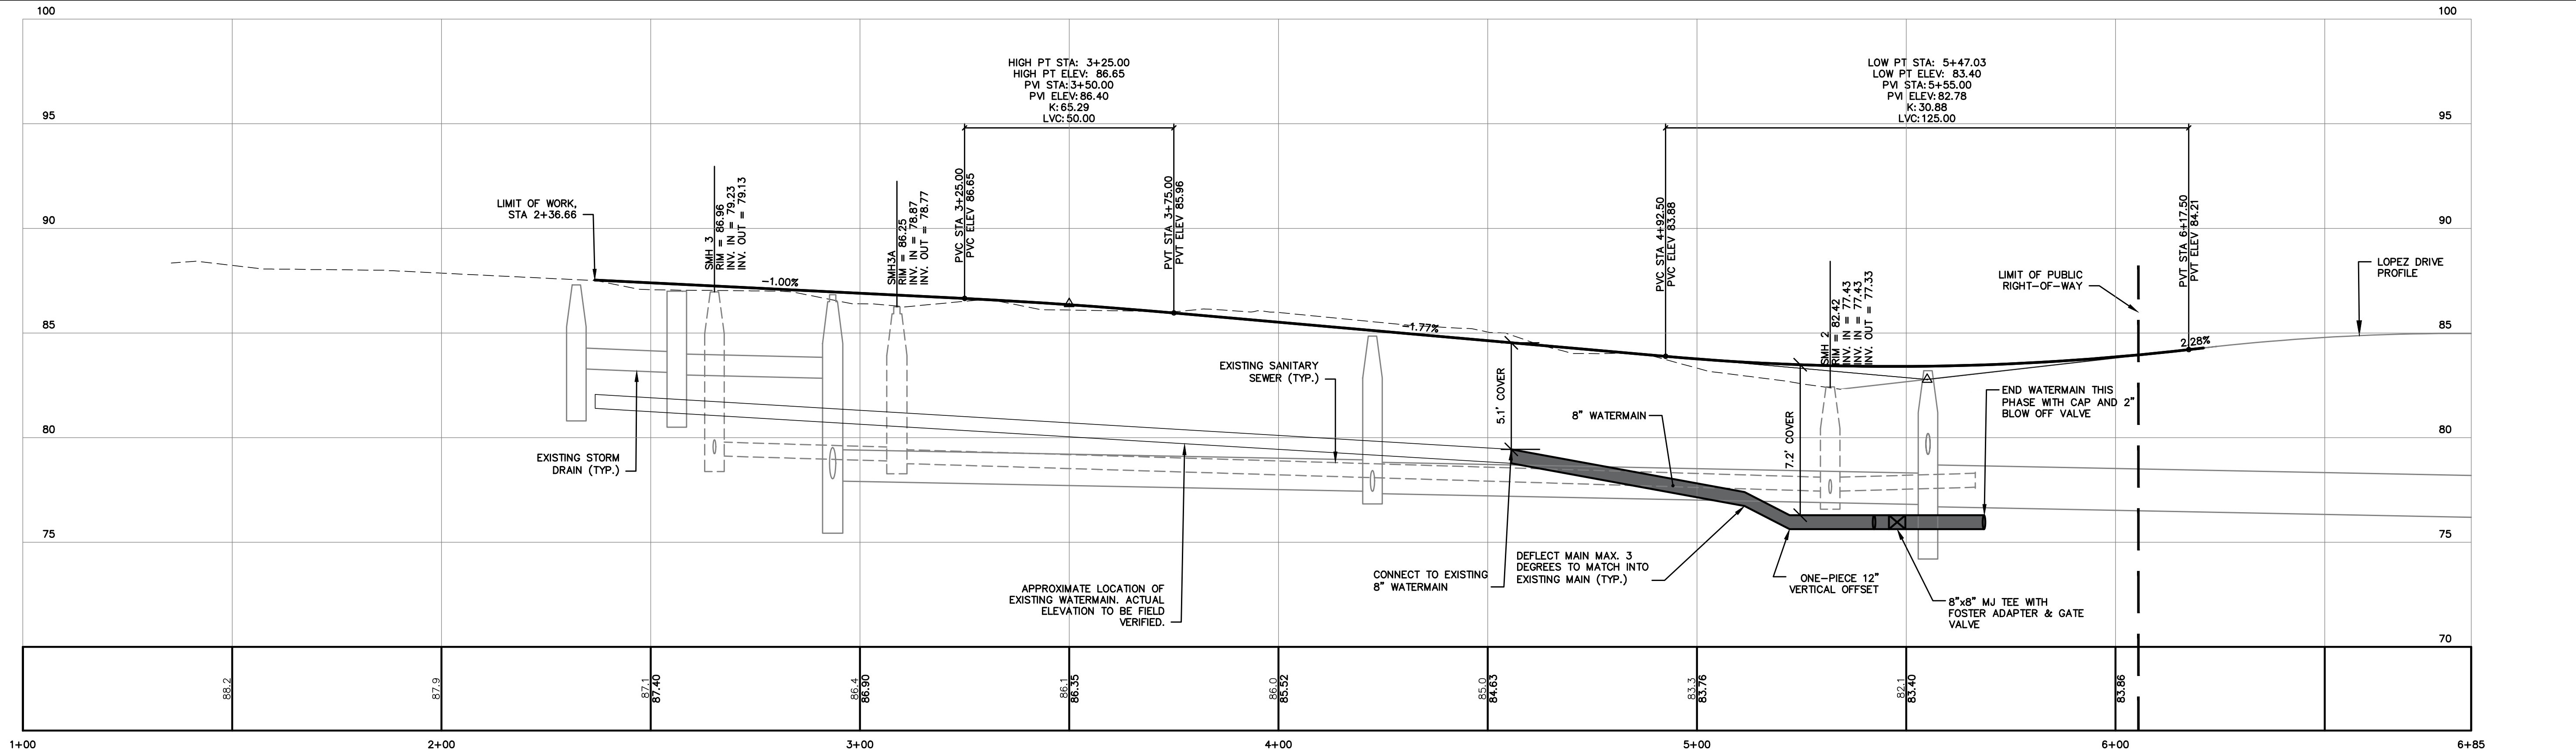 100
100
HIGH PT STA: 3+25.00
HIGH PT ELEV: 86.65
PVI STA:3+50.00
PVI ELEV:86.40
K:65.29
LVC:50.00
LOW PT STA: 5+47.03
LOW PT ELEV: 83.40
PVI STA:5+55.00
PVI ELEV:82.78
K:30.88
LVC:125.00
95
95
LIMIT OF WORK,
STA 2+36.66
SMH 3
RIM = 86.96
INV. IN = 79.23
INV. OUT = 79.13
SMH3A
RIM = 86.25
INV. IN = 78.87
INV. OUT = 78.77
PVC STA 3+25.00
PVC ELEV 86.65
PVT STA 3+75.00
PVT ELEV 85.96
PVC STA 4+92.50
PVC ELEV 83.88
SMH 2
RIM = 82.42
INV. IN = 77.43
INV. IN = 77.43
INV. OUT = 77.33
LIMIT OF PUBLIC
RIGHT-OF-WAY
PVT STA 6+17.50
PVT ELEV 84.21
LOPEZ DRIVE
PROFILE
90
90
-1.00%
-1.77%
2.28%
85
85
EXISTING SANITARY
SEWER (TYP.)
5.1' COVER
8" WATERMAIN
7.2' COVER
END WATERMAIN THIS
PHASE WITH CAP AND 2"
BLOW OFF VALVE
80
80
EXISTING STORM
DRAIN (TYP.)
75
75
APPROXIMATE LOCATION OF
EXISTING WATERMAIN. ACTUAL
ELEVATION TO BE FIELD
VERIFIED.
CONNECT TO EXISTING
8" WATERMAIN
DEFLECT MAIN MAX. 3
DEGREES TO MATCH INTO
EXISTING MAIN (TYP.)
ONE-PIECE 12"
VERTICAL OFFSET
8"x8" MJ TEE WITH
FOSTER ADAPTER & GATE
VALVE
70
88.2
87.9
87.1
87.40
86.4
86.90
86.1
86.35
86.0
85.52
85.0
84.63
83.3
83.76
82.1
83.40
83.86
1+00
2+00
3+00
4+00
5+00
6+00
6+85